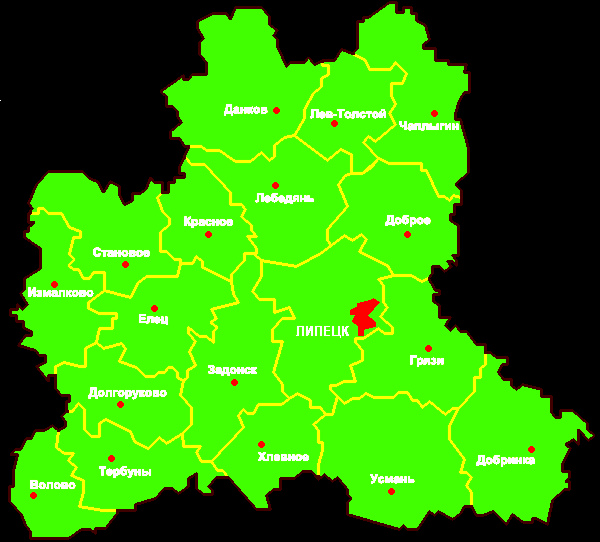 Данков
Лев-Толстой
Чаплыгин
Лебедянь
Красное
Доброе
Становое
Измалково
Елец
ЛИПЕЦК
Грязи
Задонск
Долгоруково
Хлевное
Добринка
Тербуны
Усмань
Волово